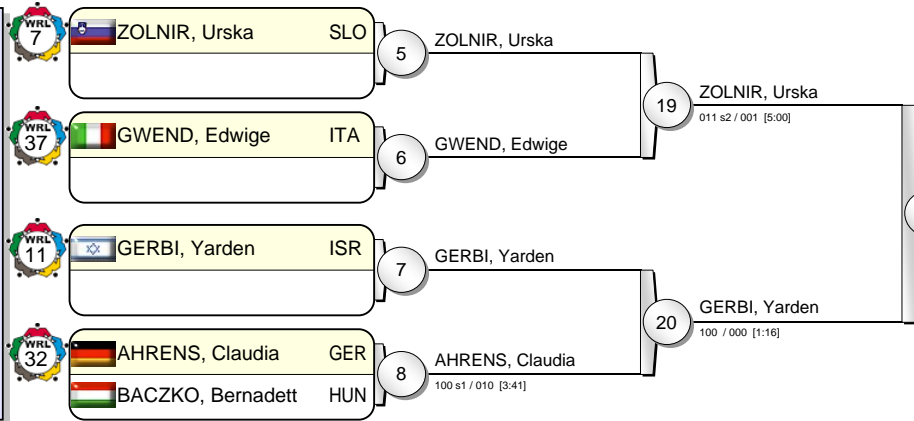 WRL 7 ZOLNIR, Urska SLO
5 ZOLNIR, Urska
WRL 37 GWEND, Edwige ITA
6 GWEND, Edwige
19 ZOLNIR, Urska
011 s2 / 001 [5:00]
WRL 11 GERBI, Yarden ISR
7 GERBI, Yarden
WRL 32 AHRENS, Claudia GER
BACZKO, Bernadett HUN
8 AHRENS, Claudia
100 s1 / 010 [3:41]
20 GERBI, Yarden
100 / 000 [1:16]